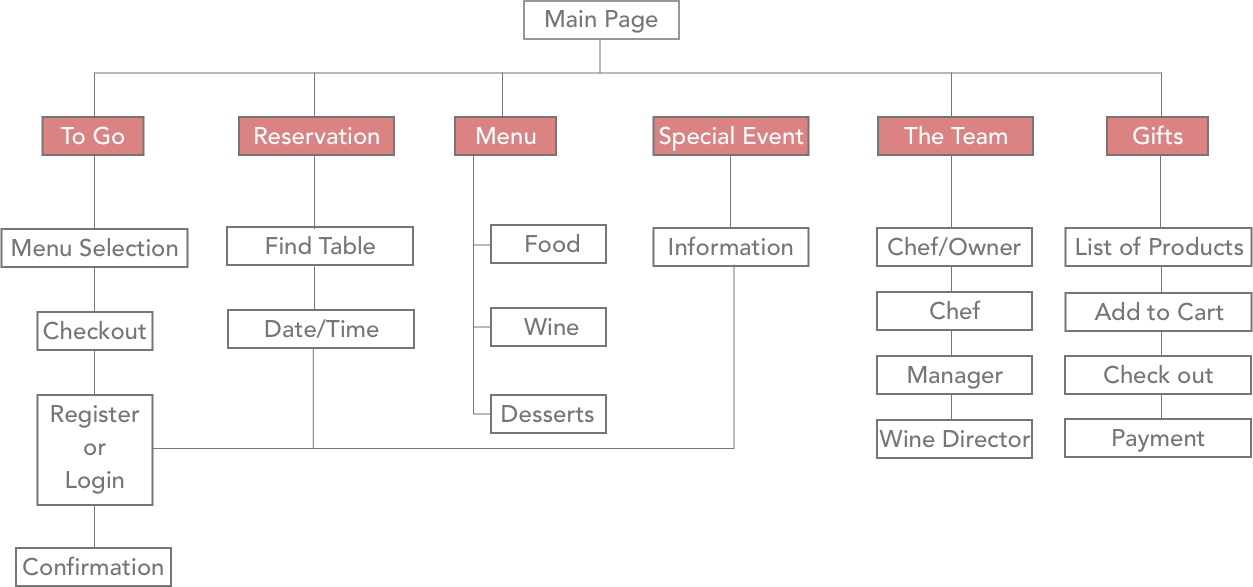 Main Page
To Go
Reservation
Menu
Special Event
The Team
Gifts
Menu Selection
Find Table
Food
Information
Chef/Owner
List of Products
Checkout
Date/Time
Wine
Chef
Add to Cart
Manager
Check out
Register
or
Login
Desserts
Wine Director
Payment
Confirmation